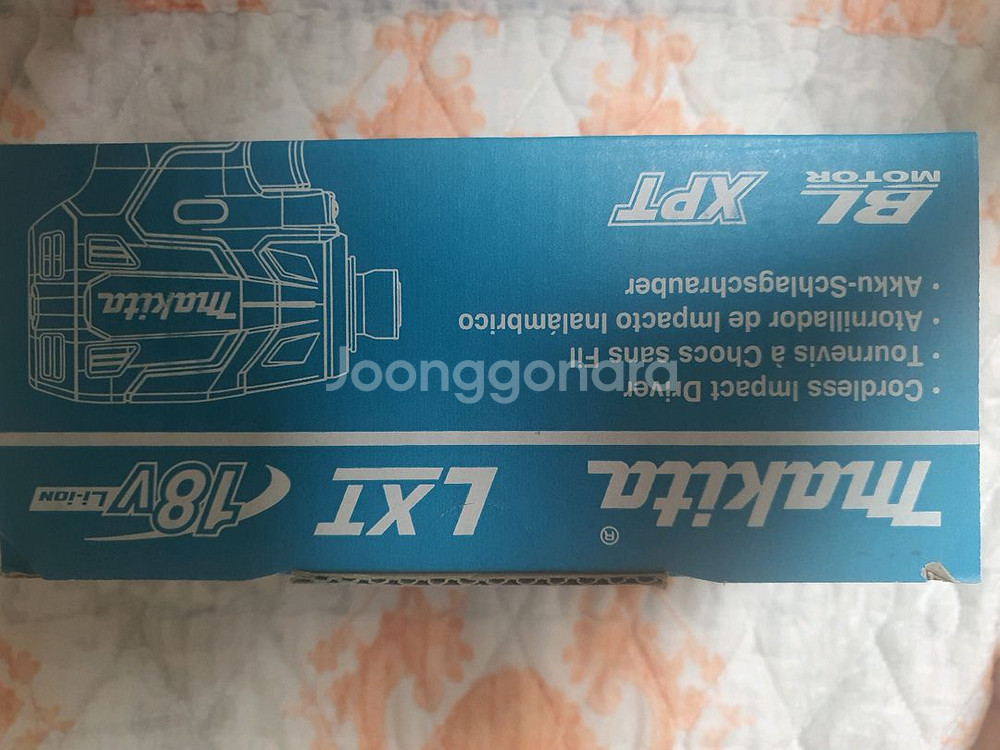 makita®
LXT
18V Li-ion
• Cordless Impact Driver
• Tournevis à Chocs sans Fil
• Atornillador de Impacto Inalámbrico
• Akku-Schlagschrauber
makita
BL
MOTOR
XPT
Joonggonara